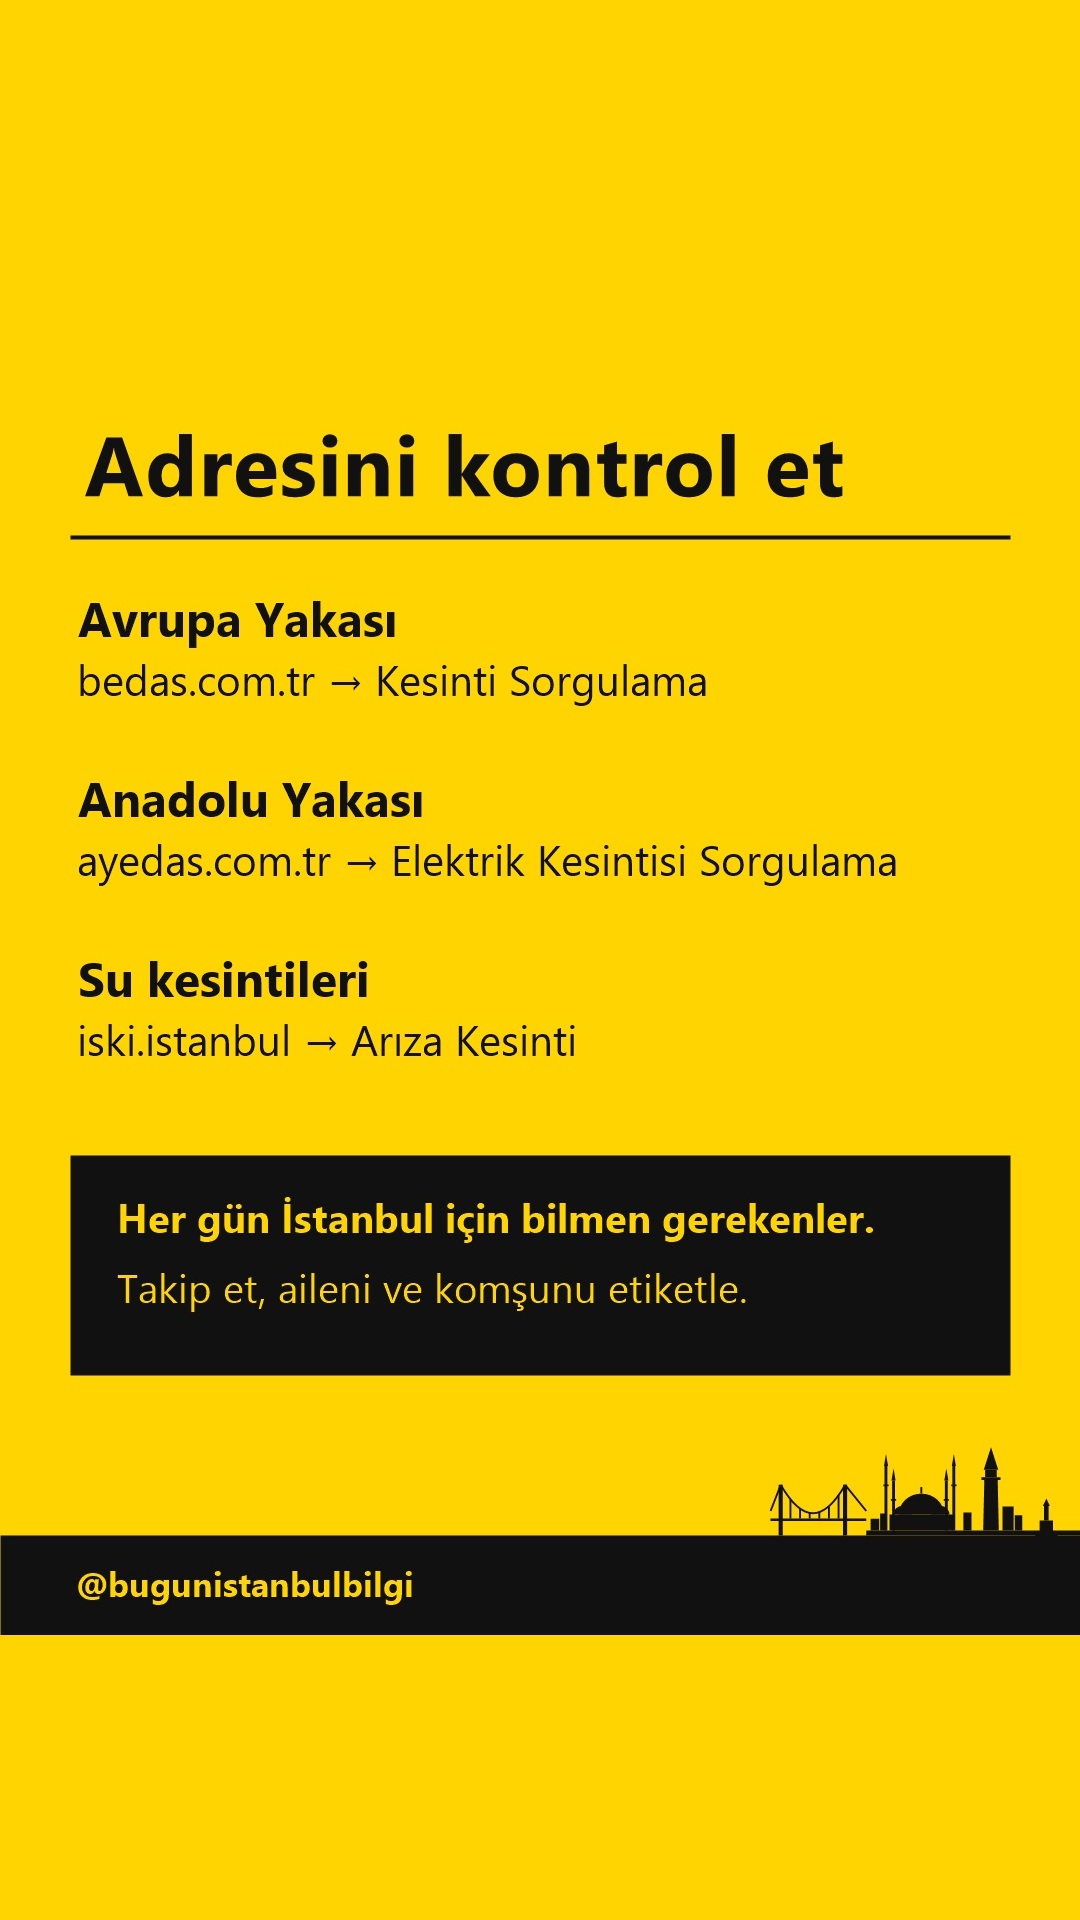 Adresini kontrol et
Avrupa Yakası
bedas.com.tr → Kesinti Sorgulama
Anadolu Yakası
ayedas.com.tr → Elektrik Kesintisi Sorgulama
Su kesintileri
iski.istanbul → Arıza Kesinti
Her gün İstanbul için bilmen gerekenler.
Takip et, aileni ve komşunu etiketle.
@bugunistanbulbilgi